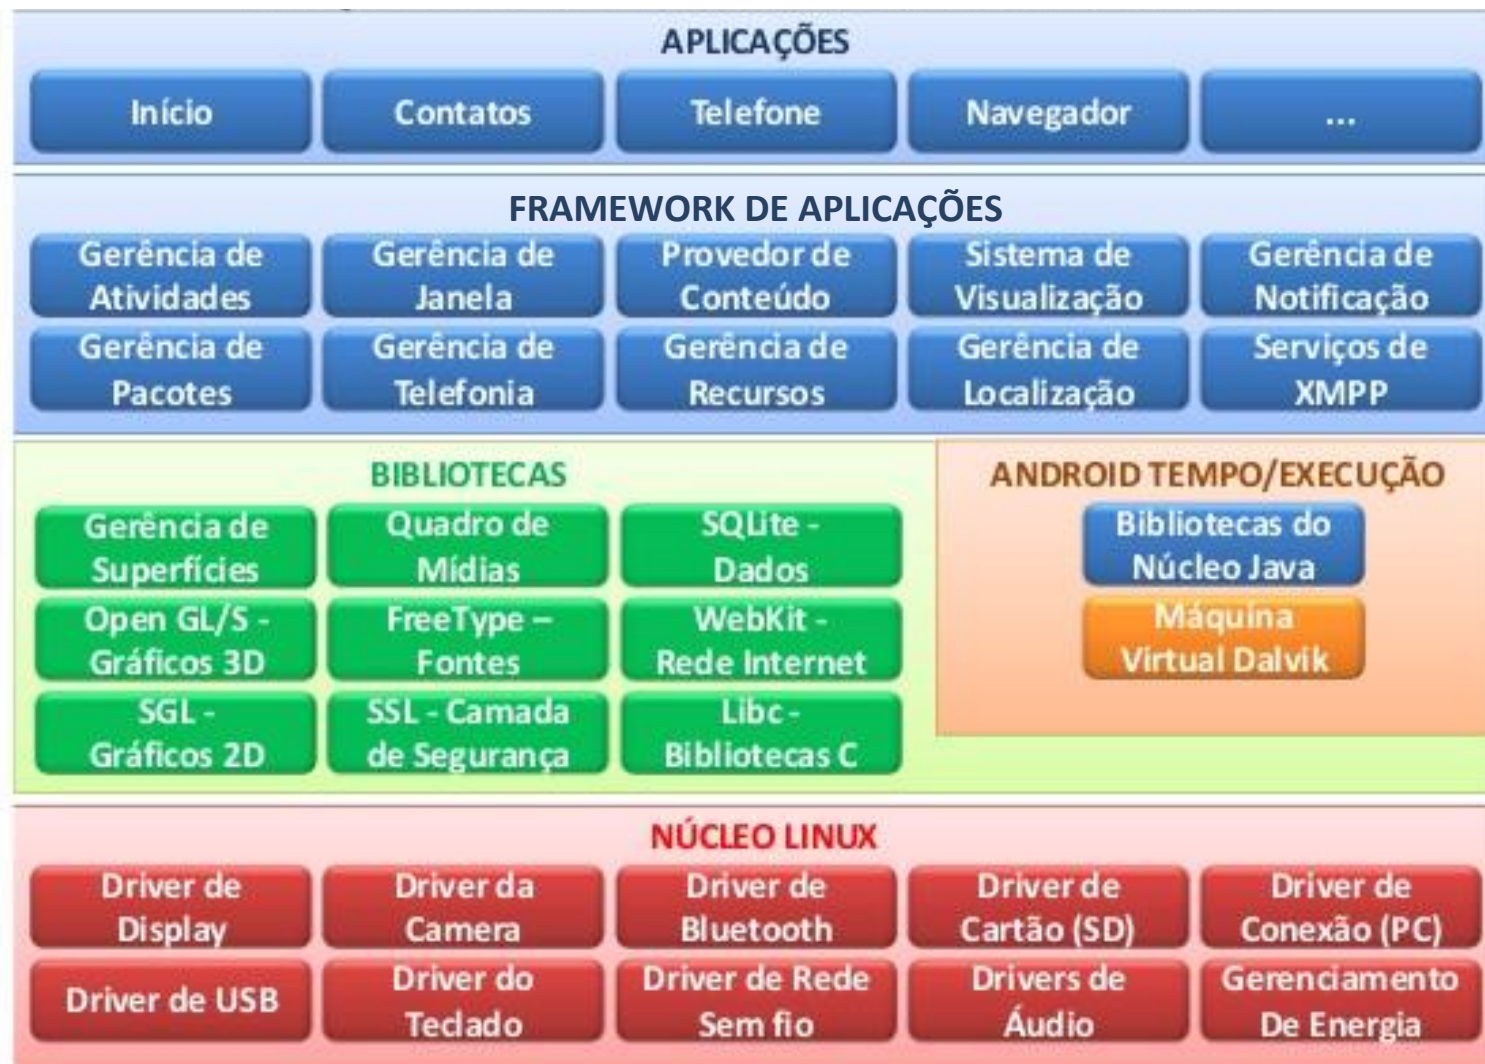 APLICAÇÕES
Início
Contatos
Telefone
Navegador
...
FRAMEWORK DE APLICAÇÕES
Gerência de
Atividades
Gerência de
Janela
Provedor de
Conteúdo
Sistema de
Visualização
Gerência de
Notificação
Gerência de
Pacotes
Gerência de
Telefonia
Gerência de
Recursos
Gerência de
Localização
Serviços de
XMPP
BIBLIOTECAS
Gerência de
Superfícies
Quadro de
Mídias
SQLite -
Dados
Open GL/S -
Gráficos 3D
FreeType –
Fontes
WebKit -
Rede Internet
SGL -
Gráficos 2D
SSL - Camada
de Segurança
Libc -
Bibliotecas C
ANDROID TEMPO/EXECUÇÃO
Bibliotecas do
Núcleo Java
Máquina
Virtual Dalvik
NÚCLEO LINUX
Driver de
Display
Driver da
Camera
Driver de
Bluetooth
Driver de
Cartão (SD)
Driver de
Conexão (PC)
Driver de USB
Driver do
Teclado
Driver de Rede
Sem fio
Drivers de
Áudio
Gerenciamento
De Energia